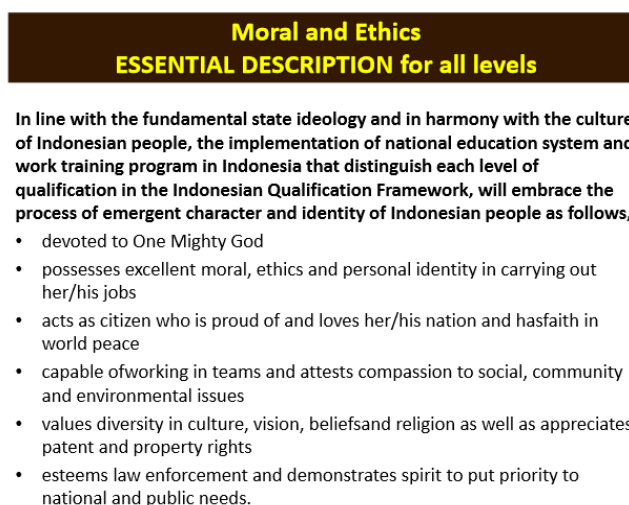 Moral and Ethics
ESSENTIAL DESCRIPTION for all levels
In line with the fundamental state ideology and in harmony with the culture
of Indonesian people, the implementation of national education system and
work training program in Indonesia that distinguish each level of
qualification in the Indonesian Qualification Framework, will embrace the
process of emergent character and identity of Indonesian people as follows,
• devoted to One Mighty God
• possesses excellent moral, ethics and personal identity in carrying out
her/his jobs
• acts as citizen who is proud of and loves her/his nation and hasfaith in
world peace
• capable ofworking in teams and attests compassion to social, community
and environmental issues
• values diversity in culture, vision, beliefsand religion as well as appreciates
patent and property rights
• esteems law enforcement and demonstrates spirit to put priority to
national and public needs.